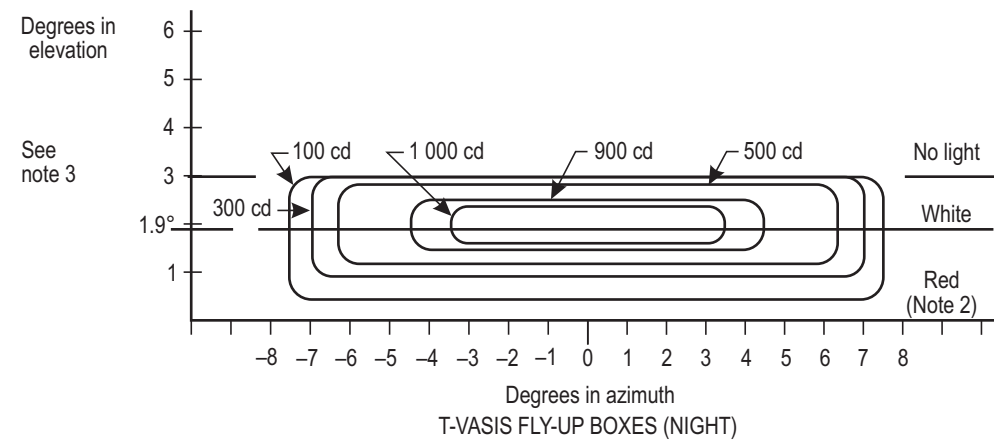 Degrees in
elevation
6
5
4
See
note 3
3
1.9°
1
100 cd
1 000 cd
900 cd
500 cd
300 cd
No light
White
Red
(Note 2)
–8 –7 –6 –5 –4 –3 –2 –1 0 1 2 3 4 5 6 7 8
Degrees in azimuth
T-VASIS FLY-UP BOXES (NIGHT)